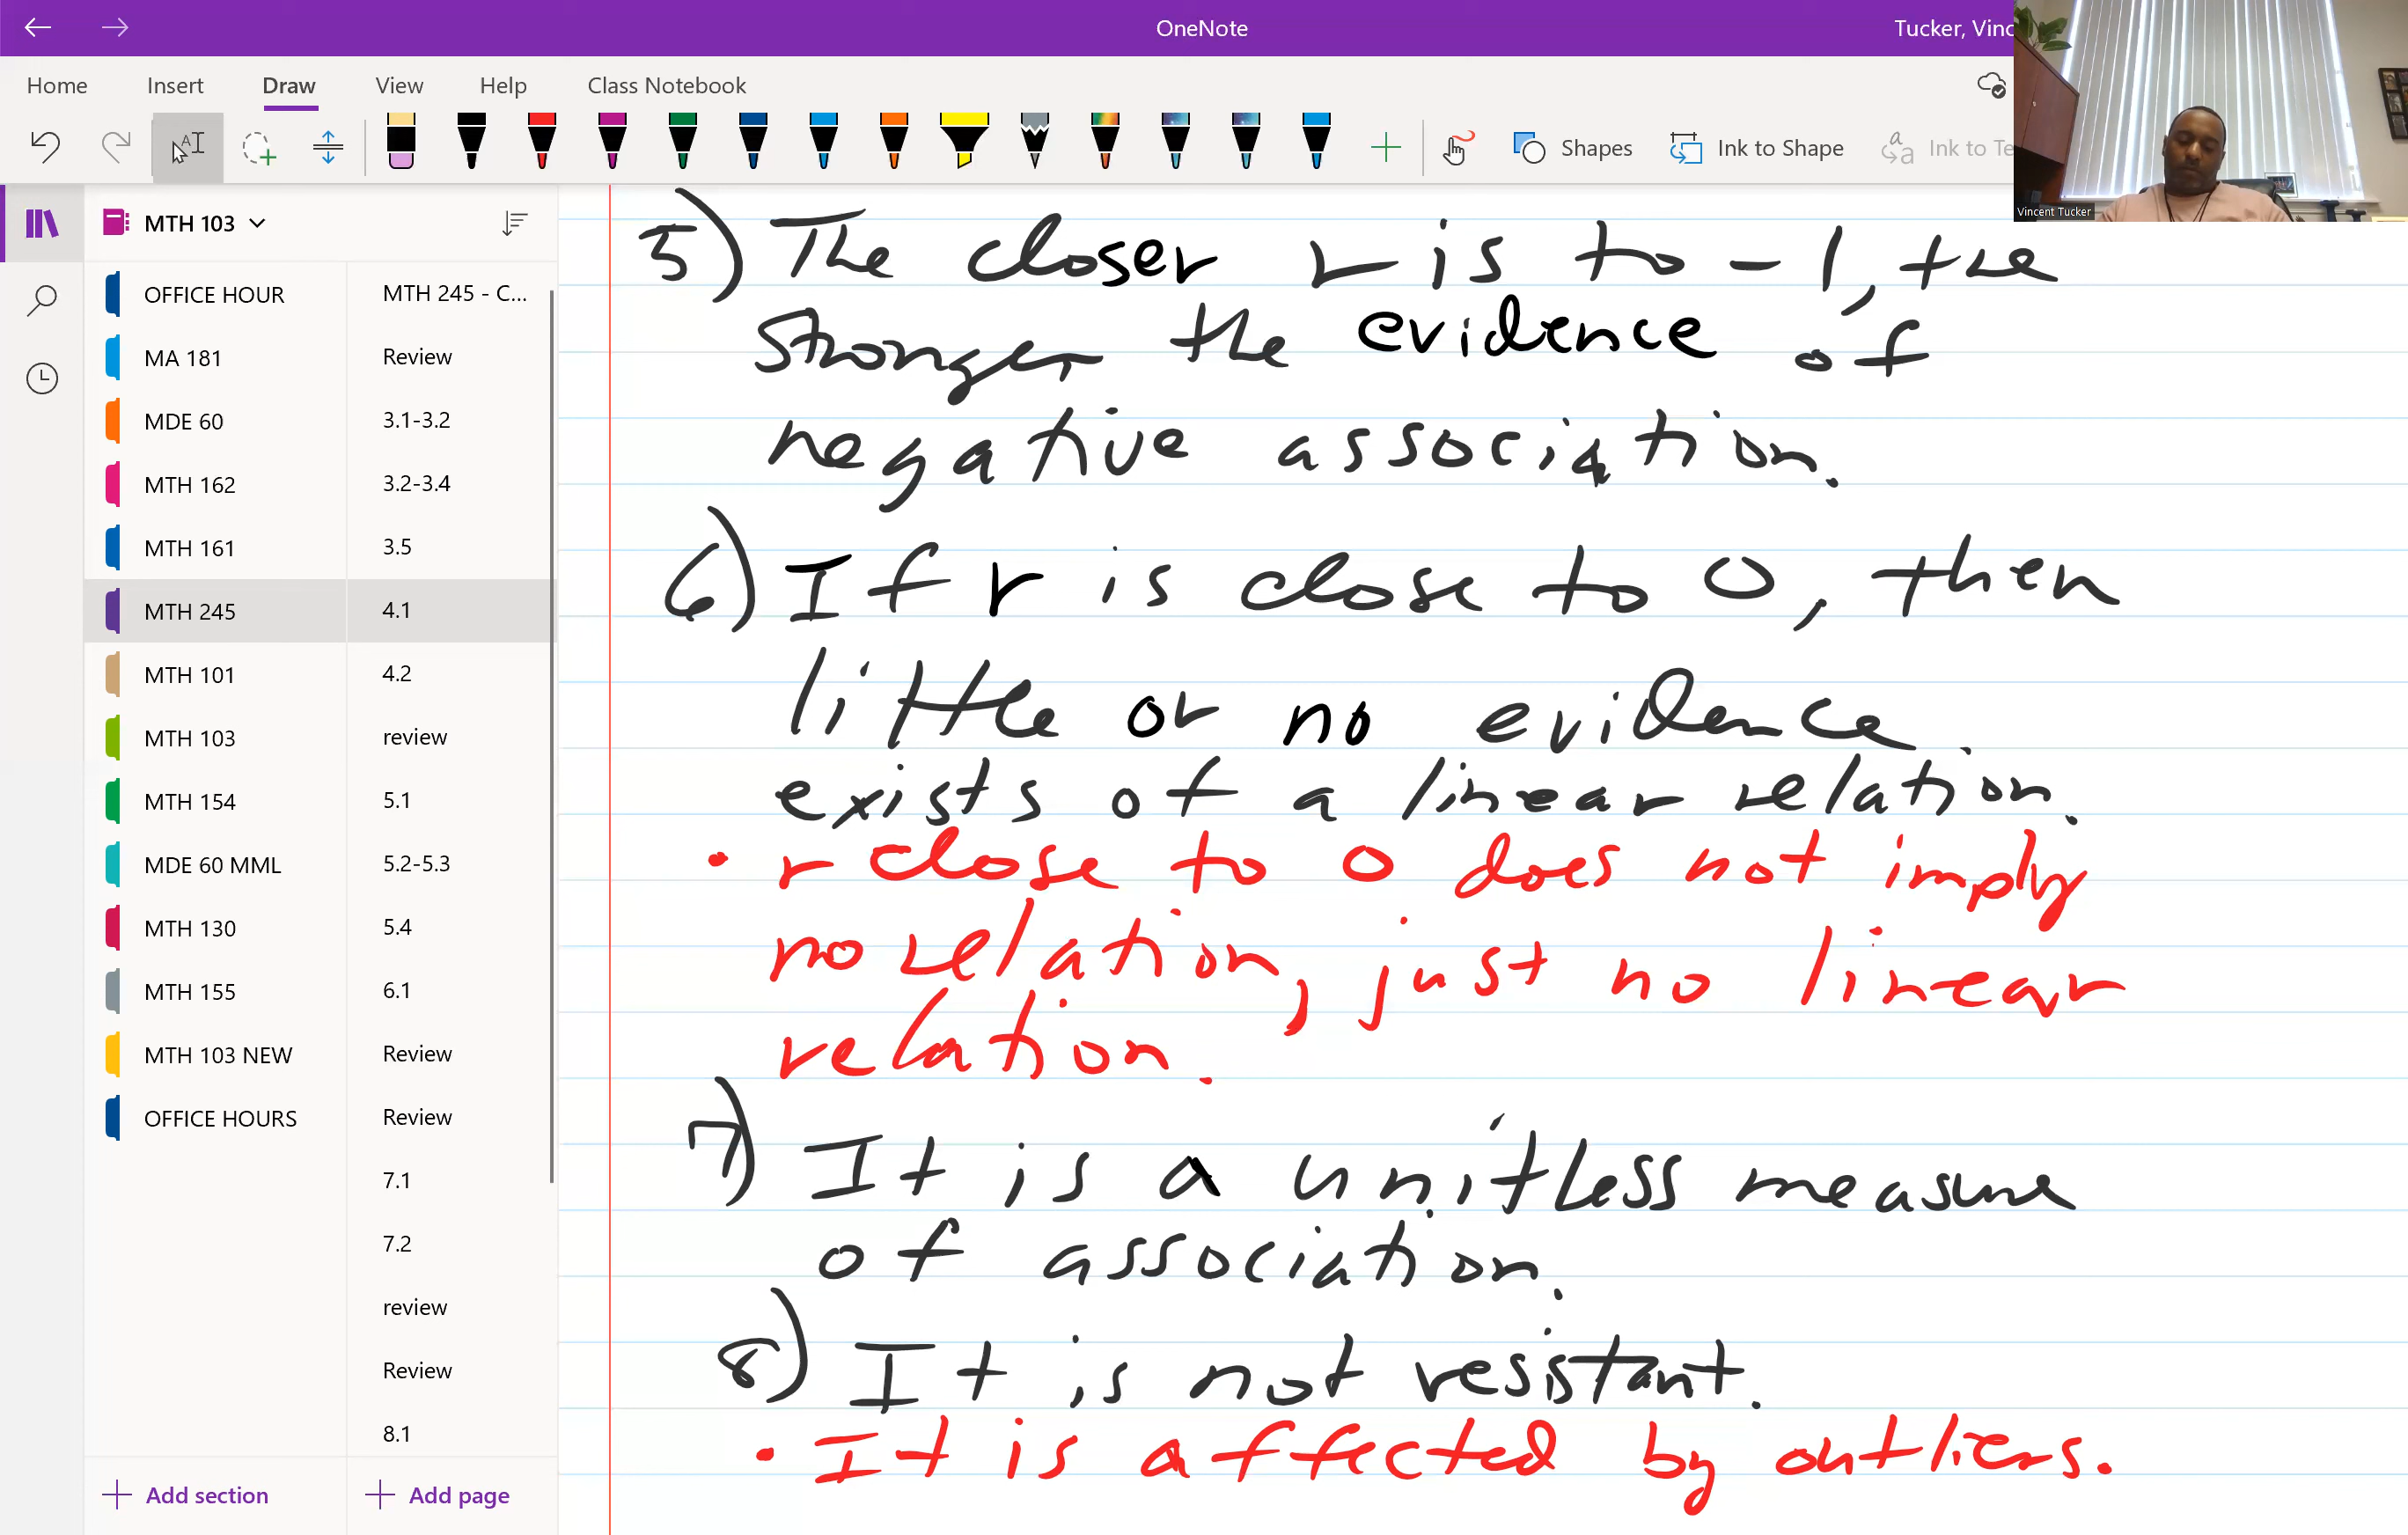 OneNote
Tucker, Vinc
Home Insert Draw View Help Class Notebook
Shapes Ink to Shape Ink to Te
Vincent Tucker
MTH 103
OFFICE HOUR
MA 181
MDE 60
MTH 162
MTH 161
MTH 245
MTH 101
MTH 103
MTH 154
MDE 60 MML
MTH 130
MTH 155
MTH 103 NEW
OFFICE HOURS
Add section
MTH 245 - C...
Review
3.1-3.2
3.2-3.4
3.5
4.1
4.2
review
5.1
5.2-5.3
5.4
6.1
Review
Review
7.1
7.2
review
Review
8.1
Add page
5) The closer r is to -1, the
stronger the evidence of
negative association.
6) If r is close to 0, then
little or no evidence
exists of a linear relation.
• r close to 0 does not imply
no relation, just no linear
relation.
7) It is a unitless measure
of association.
8) It is not resistant.
• It is affected by outliers.